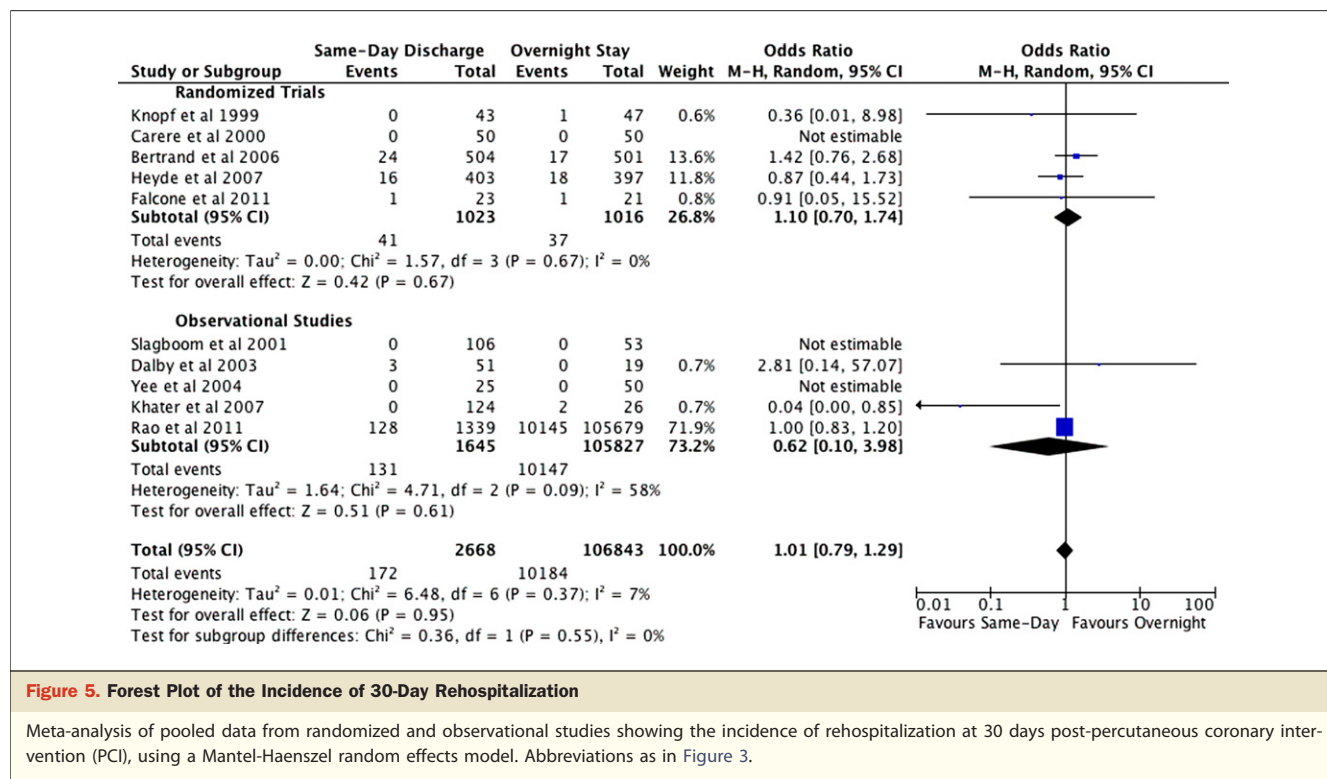 Same-Day Discharge Overnight Stay Odds Ratio Odds Ratio
Study or Subgroup Events Total Events Total Weight M-H, Random, 95% CI M-H, Random, 95% CI
Randomized Trials
Knopf et al 1999 0 43 1 47 0.6% 0.36 [0.01, 8.98]
Carere et al 2000 0 50 0 50 Not estimable
Bertrand et al 2006 24 504 17 501 13.6% 1.42 [0.76, 2.68]
Heyde et al 2007 16 403 18 397 11.8% 0.87 [0.44, 1.73]
Falcone et al 2011 1 23 1 21 0.8% 0.91 [0.05, 15.52]
Subtotal (95% CI) 1023 1016 26.8% 1.10 [0.70, 1.74]
Total events 41 37
Heterogeneity: Tau² = 0.00; Chi² = 1.57, df = 3 (P = 0.67); I² = 0%
Test for overall effect: Z = 0.42 (P = 0.67)
Observational Studies
Slagboom et al 2001 0 106 0 53 Not estimable
Dalby et al 2003 3 51 0 19 0.7% 2.81 [0.14, 57.07]
Yee et al 2004 0 25 0 50 Not estimable
Khater et al 2007 0 124 2 26 0.7% 0.04 [0.00, 0.85]
Rao et al 2011 128 1339 10145 105679 71.9% 1.00 [0.83, 1.20]
Subtotal (95% CI) 1645 105827 73.2% 0.62 [0.10, 3.98]
Total events 131 10147
Heterogeneity: Tau² = 1.64; Chi² = 4.71, df = 2 (P = 0.09); I² = 58%
Test for overall effect: Z = 0.51 (P = 0.61)
Total (95% CI) 2668 106843 100.0% 1.01 [0.79, 1.29]
Total events 172 10184
Heterogeneity: Tau² = 0.01; Chi² = 6.48, df = 6 (P = 0.37); I² = 7%
Test for overall effect: Z = 0.06 (P = 0.95)
Test for subgroup differences: Chi² = 0.36, df = 1 (P = 0.55), I² = 0%
0.01 0.1 1 10 100
Favours Same-Day Favours Overnight
Figure 5. Forest Plot of the Incidence of 30-Day Rehospitalization
Meta-analysis of pooled data from randomized and observational studies showing the incidence of rehospitalization at 30 days post-percutaneous coronary inter-
vention (PCI), using a Mantel-Haenszel random effects model. Abbreviations as in Figure 3.